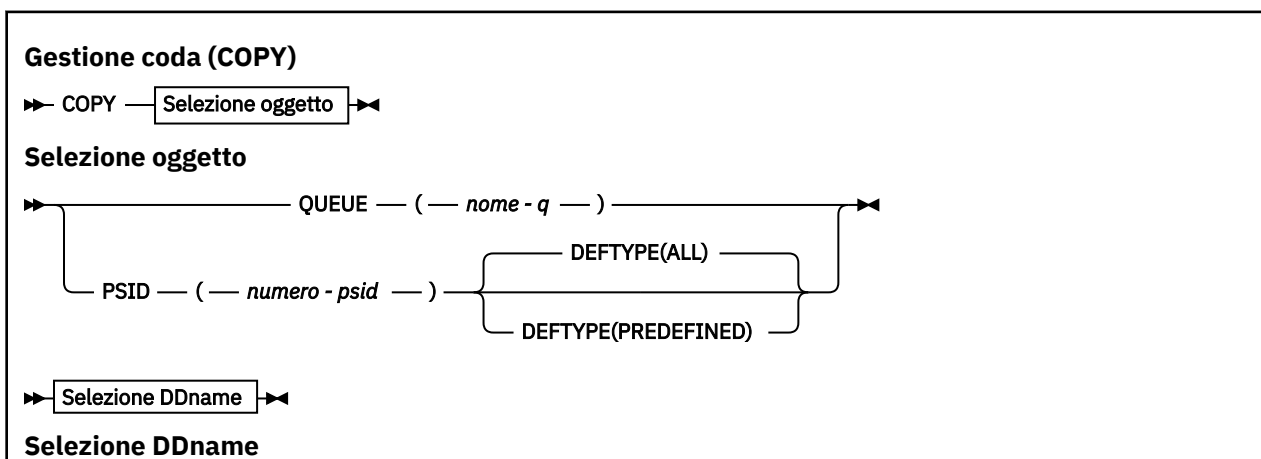 Gestione coda (COPY)
COPY Selezione oggetto
Selezione oggetto
QUEUE ( nome - q )
DEFTYPE(ALL)
PSID ( numero - psid )
DEFTYPE(PREDEFINED)
Selezione DDname
Selezione DDname